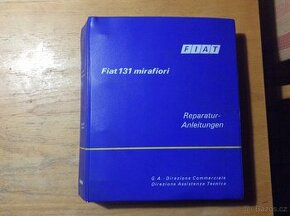 FIAT
Fiat 131 mirafiori
Reparatur-
Anleitungen
G.A. - Direzione Commerciale
Direzione Assistenza Tecnica